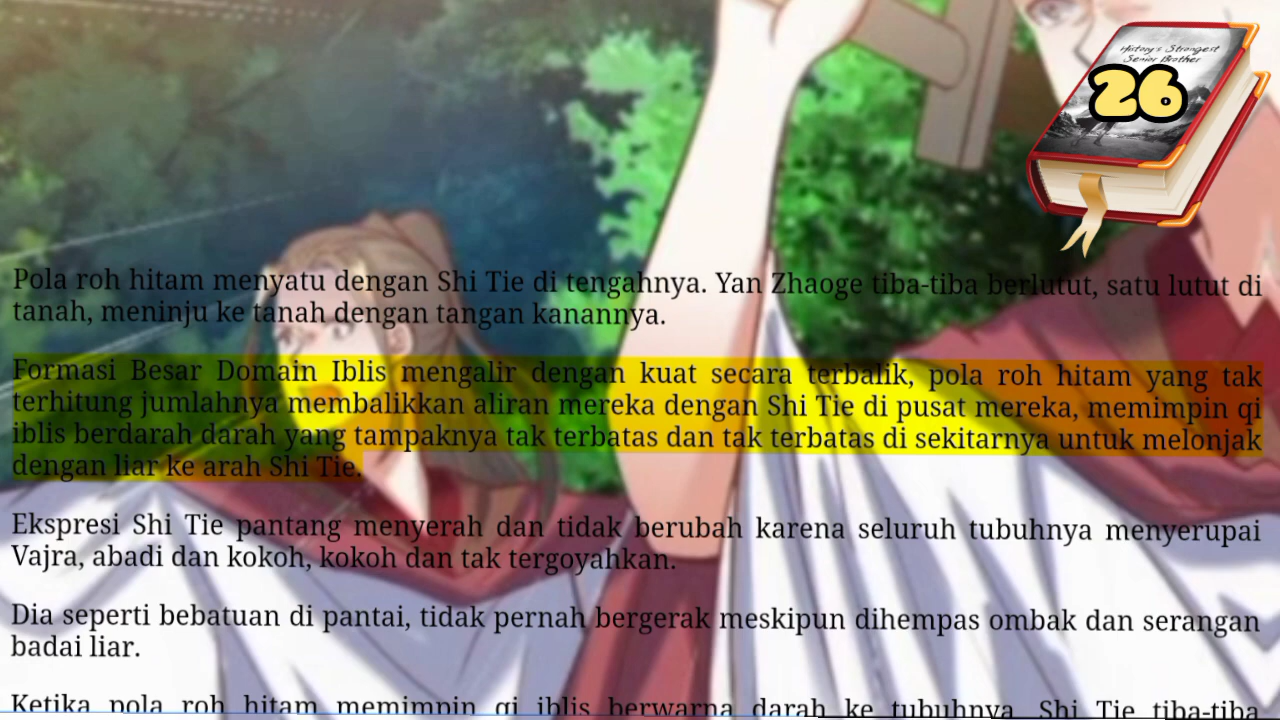 History's Strongest
Senior Brother
26
Pola roh hitam menyatu dengan Shi Tie di tengahnya. Yan Zhaoge tiba-tiba berlutut, satu lutut di
tanah, meninju ke tanah dengan tangan kanannya.
Formasi Besar Domain Iblis mengalir dengan kuat secara terbalik, pola roh hitam yang tak
terhitung jumlahnya membalikkan aliran mereka dengan Shi Tie di pusat mereka, memimpin qi
iblis berdarah darah yang tampaknya tak terbatas dan tak terbatas di sekitarnya untuk melonjak
dengan liar ke arah Shi Tie.
Ekspresi Shi Tie pantang menyerah dan tidak berubah karena seluruh tubuhnya menyerupai
Vajra, abadi dan kokoh, kokoh dan tak tergoyahkan.
Dia seperti bebatuan di pantai, tidak pernah bergerak meskipun dihempas ombak dan serangan
badai liar.
Ketika pola roh hitam memimpin qi iblis berwarna darah ke tubuhnya, Shi Tie tiba-tiba